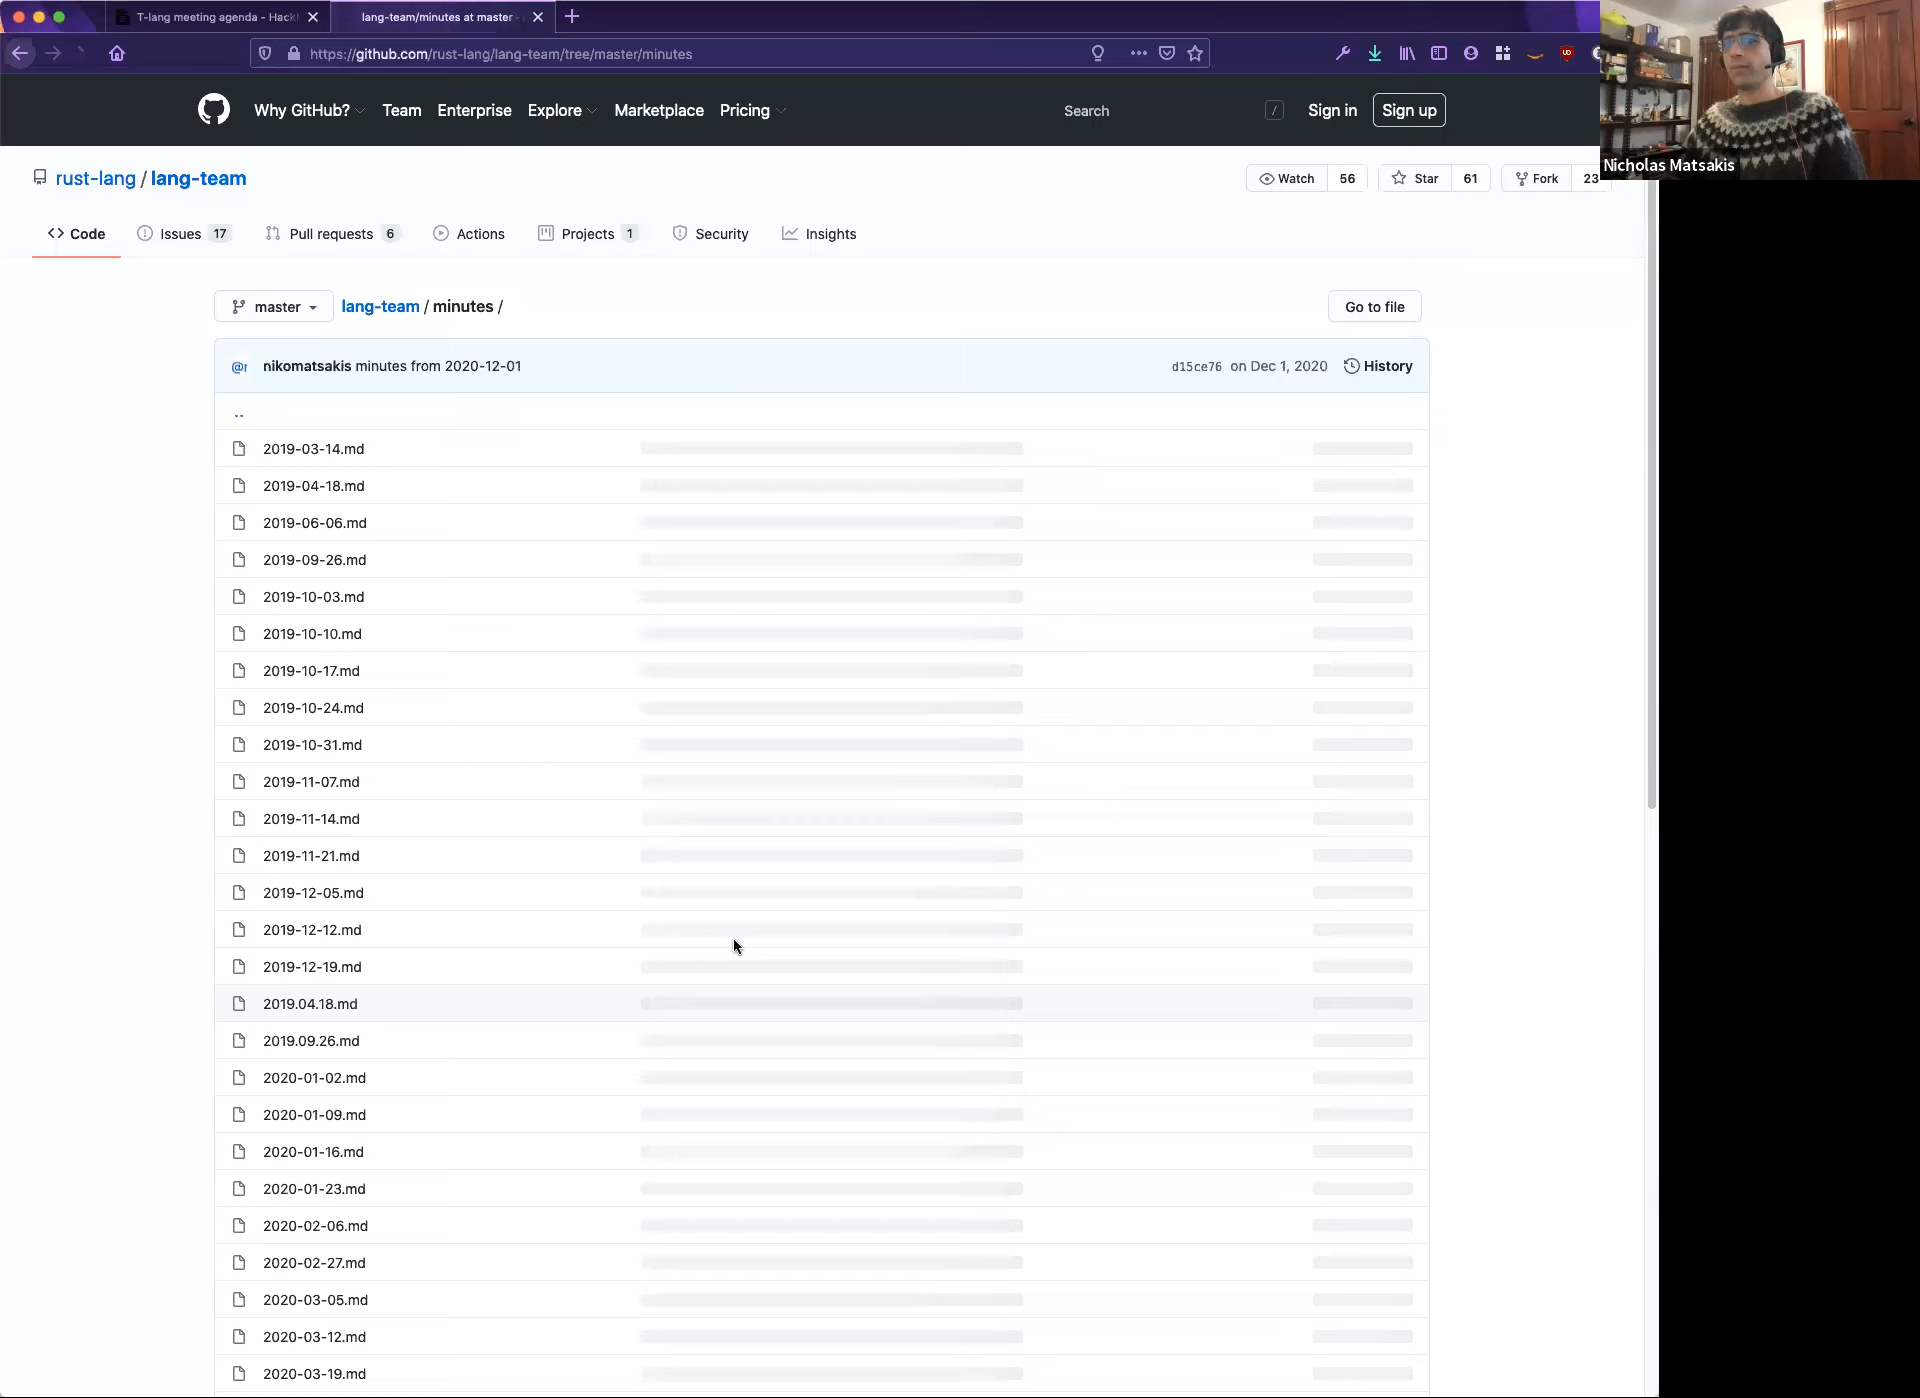 T-lang meeting agenda - Hack
lang-team/minutes at master
https://github.com/rust-lang/lang-team/tree/master/minutes
Why GitHub? Team Enterprise Explore Marketplace Pricing Search / Sign in Sign up
Nicholas Matsakis
rust-lang / lang-team Watch 56 Star 61 Fork 23
Code Issues 17 Pull requests 6 Actions Projects 1 Security Insights
master lang-team / minutes / Go to file
nikomatsakis minutes from 2020-12-01 d15ce76 on Dec 1, 2020 History
..
2019-03-14.md
2019-04-18.md
2019-06-06.md
2019-09-26.md
2019-10-03.md
2019-10-10.md
2019-10-17.md
2019-10-24.md
2019-10-31.md
2019-11-07.md
2019-11-14.md
2019-11-21.md
2019-12-05.md
2019-12-12.md
2019-12-19.md
2019.04.18.md
2019.09.26.md
2020-01-02.md
2020-01-09.md
2020-01-16.md
2020-01-23.md
2020-02-06.md
2020-02-27.md
2020-03-05.md
2020-03-12.md
2020-03-19.md